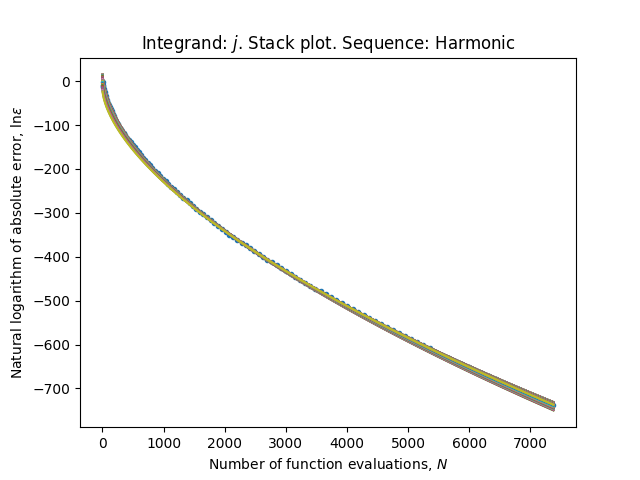 Integrand: j. Stack plot. Sequence: Harmonic
Natural logarithm of absolute error, lnε
0
−100
−200
−300
−400
−500
−600
−700
0 1000 2000 3000 4000 5000 6000 7000
Number of function evaluations, N